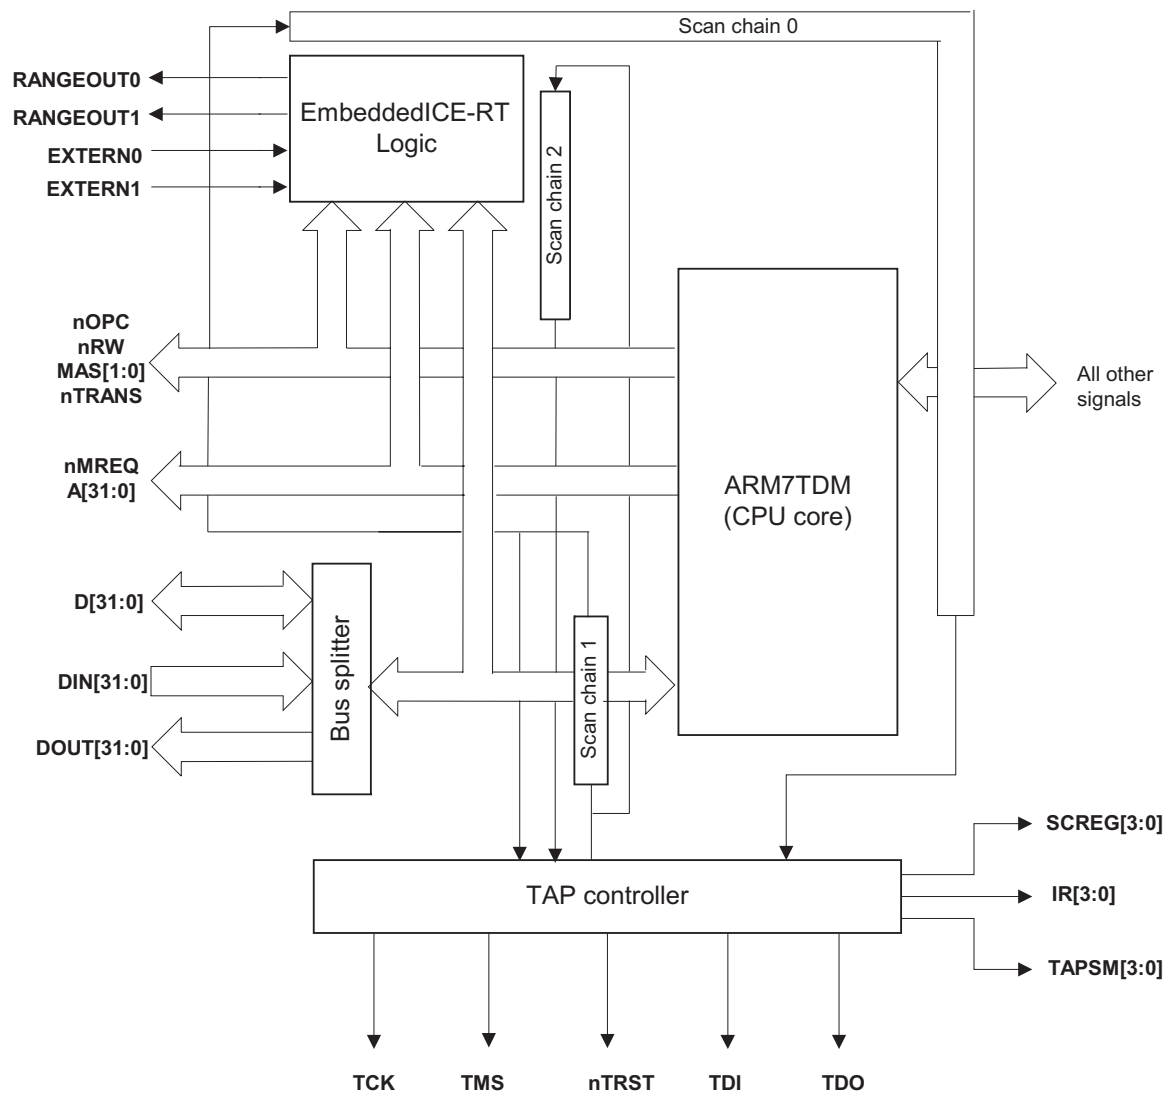 Scan chain 0
RANGEOUT0
RANGEOUT1
EXTERN0
EXTERN1
EmbeddedICE-RT
Logic
Scan chain 2
nOPC
nRW
MAS[1:0]
nTRANS
All other
signals
nMREQ
A[31:0]
ARM7TDM
(CPU core)
D[31:0]
DIN[31:0]
DOUT[31:0]
Bus splitter
Scan chain 1
SCREG[3:0]
TAP controller
IR[3:0]
TAPSM[3:0]
TCK
TMS
nTRST
TDI
TDO